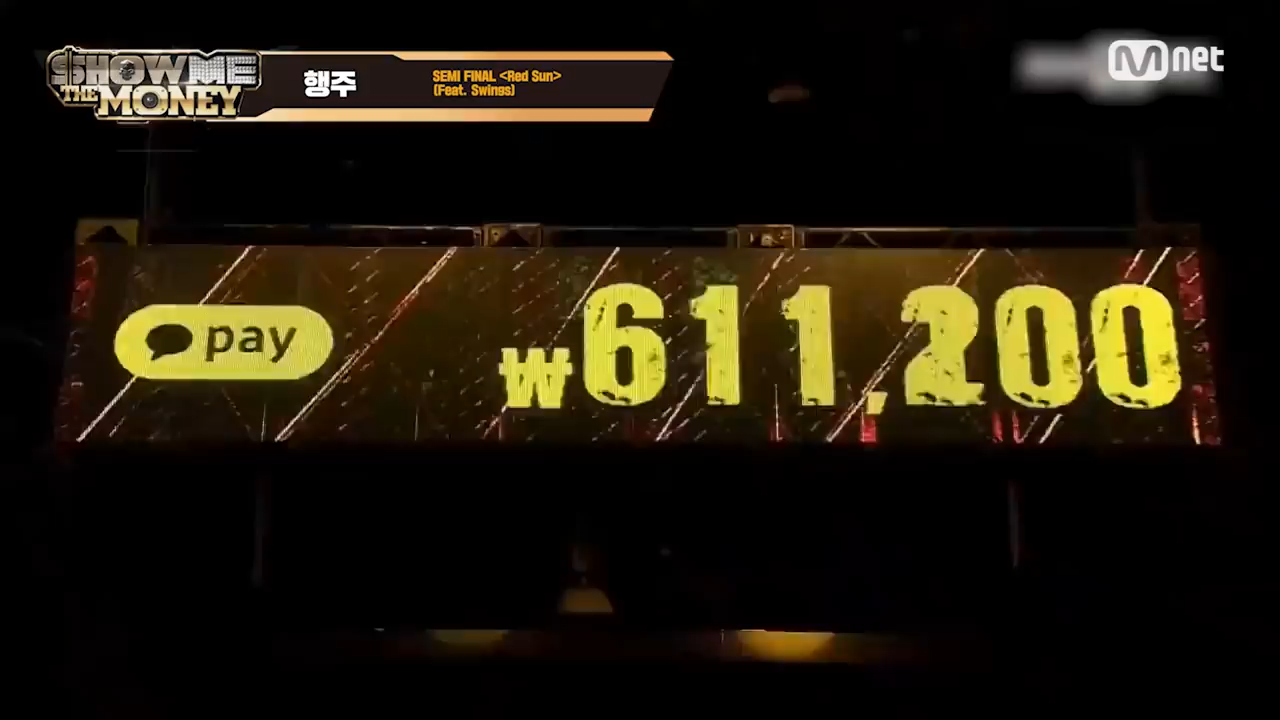 SHOW ME
THE MONEY
행주
SEMI FINAL <Red Sun>
(Feat. Swings)
Mnet
pay
₩611,200